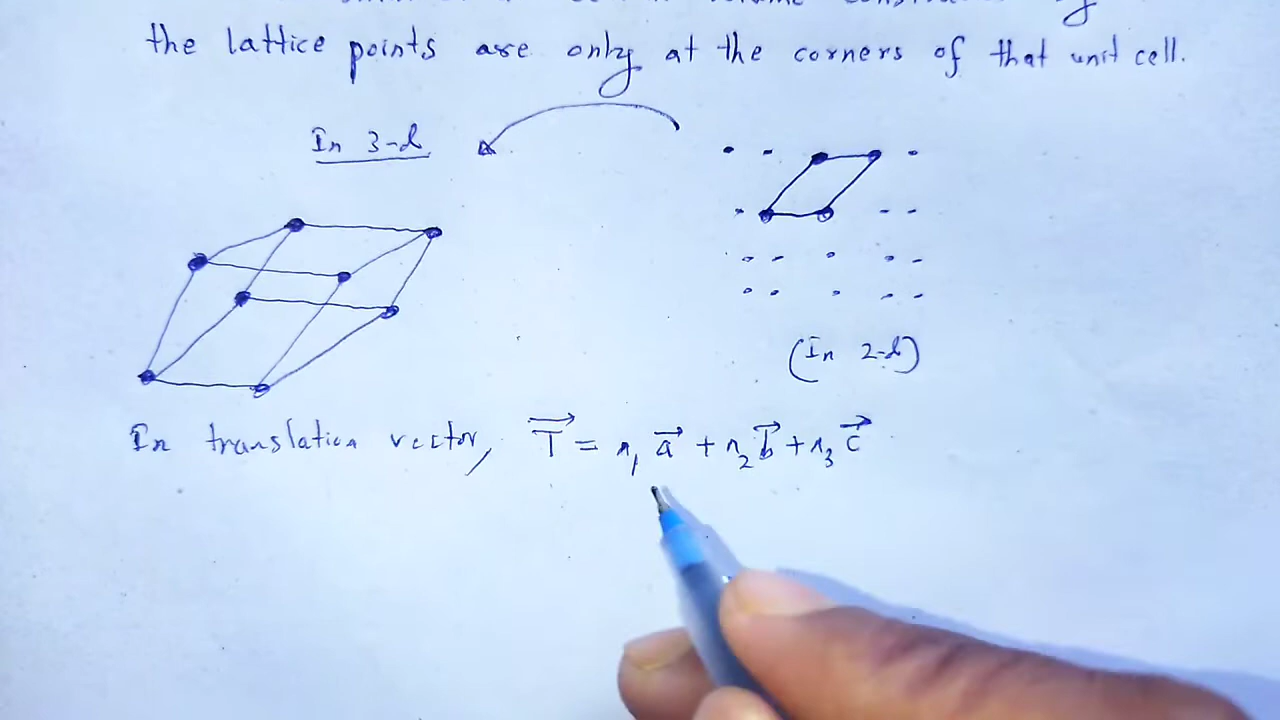 the lattice points are only at the corners of that unit cell.
In 3-d
(In 2-d)
In translation vector, T⃗ = n₁ a⃗ + n₂ b⃗ + n₃ c⃗